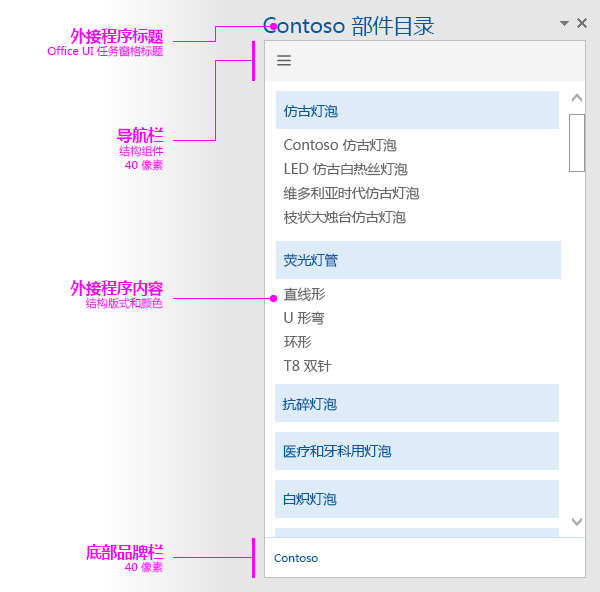 Contoso 部件目录
外接程序标题
Office UI 任务窗格标题
导航栏
结构组件
40 像素
仿古灯泡
Contoso 仿古灯泡
LED 仿古白热丝灯泡
维多利亚时代仿古灯泡
枝状大烛台仿古灯泡
荧光灯管
外接程序内容
结构版式和颜色
直线形
U 形弯
环形
T8 双针
抗碎灯泡
医疗和牙科用灯泡
白炽灯泡
底部品牌栏
40 像素
Contoso